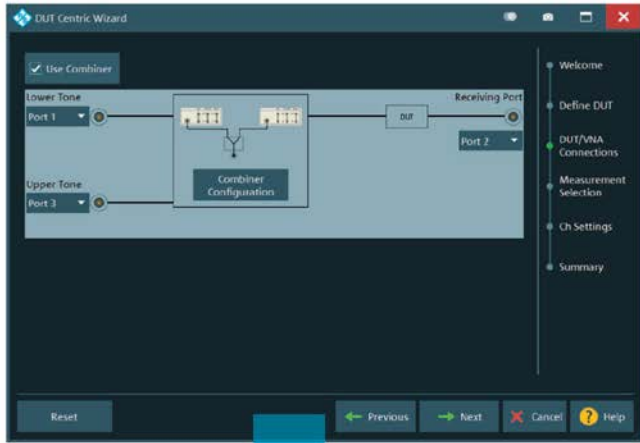 DUT Centric Wizard
Use Combiner
Lower Tone
Port 1
Receiving Port
DUT
Port 2
Combiner
Configuration
Upper Tone
Port 3
Welcome
Define DUT
DUT/VNA
Connections
Measurement
Selection
Ch Settings
Summary
Reset
Previous
Next
Cancel
? Help